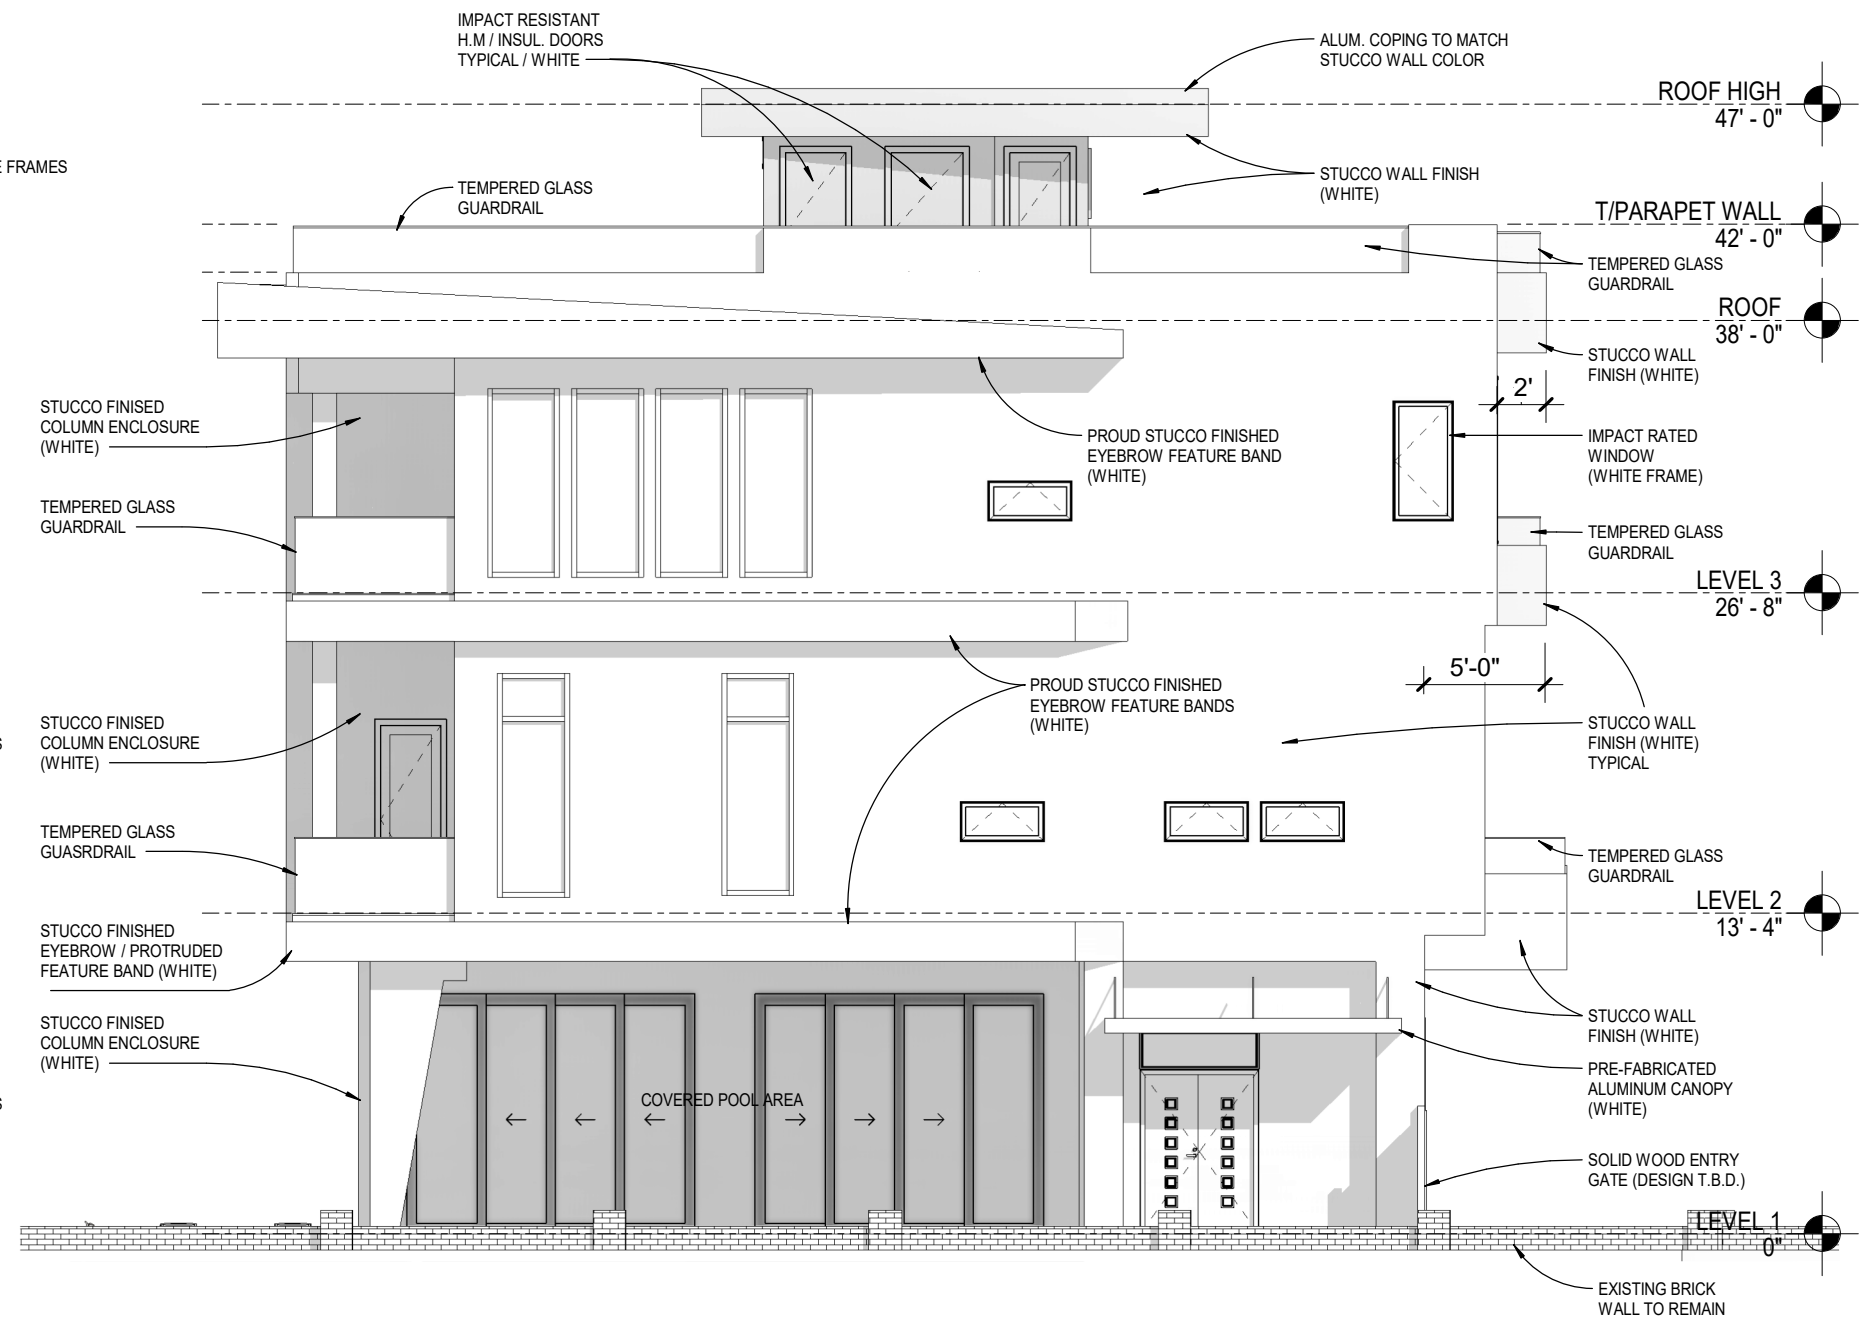 IMPACT RESISTANT
H.M / INSUL. DOORS
TYPICAL / WHITE
ALUM. COPING TO MATCH
STUCCO WALL COLOR
ROOF HIGH
47' - 0"
FRAMES
TEMPERED GLASS
GUARDRAIL
STUCCO WALL FINISH
(WHITE)
T/PARAPET WALL
42' - 0"
TEMPERED GLASS
GUARDRAIL
ROOF
38' - 0"
STUCCO WALL
FINISH (WHITE)
2'
STUCCO FINISED
COLUMN ENCLOSURE
(WHITE)
PROUD STUCCO FINISHED
EYEBROW FEATURE BAND
(WHITE)
IMPACT RATED
WINDOW
(WHITE FRAME)
TEMPERED GLASS
GUARDRAIL
TEMPERED GLASS
GUARDRAIL
LEVEL 3
26' - 8"
5'-0"
PROUD STUCCO FINISHED
EYEBROW FEATURE BANDS
(WHITE)
STUCCO FINISED
COLUMN ENCLOSURE
(WHITE)
STUCCO WALL
FINISH (WHITE)
TYPICAL
TEMPERED GLASS
GUASRDRAIL
TEMPERED GLASS
GUARDRAIL
LEVEL 2
13' - 4"
STUCCO FINISHED
EYEBROW / PROTRUDED
FEATURE BAND (WHITE)
STUCCO FINISED
COLUMN ENCLOSURE
(WHITE)
STUCCO WALL
FINISH (WHITE)
PRE-FABRICATED
ALUMINUM CANOPY
(WHITE)
COVERED POOL AREA
SOLID WOOD ENTRY
GATE (DESIGN T.B.D.)
LEVEL 1
0"
EXISTING BRICK
WALL TO REMAIN